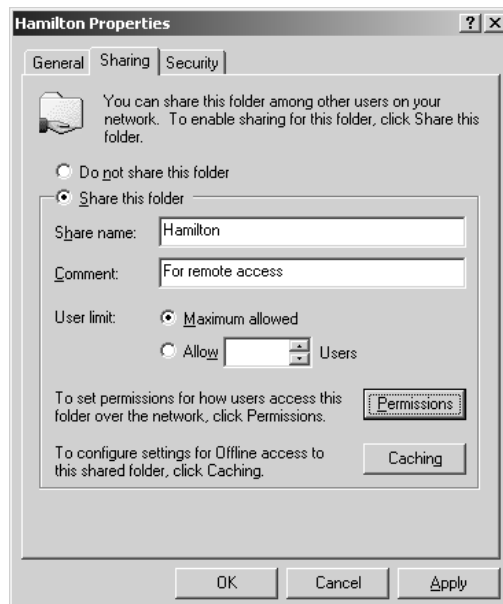 Hamilton Properties
General Sharing Security
You can share this folder among other users on your
network. To enable sharing for this folder, click Share this
folder.
Do not share this folder
Share this folder
Share name: Hamilton
Comment: For remote access
User limit: Maximum allowed
Allow Users
To set permissions for how users access this
folder over the network, click Permissions.
Permissions
To configure settings for Offline access to
this shared folder, click Caching.
Caching
OK Cancel Apply